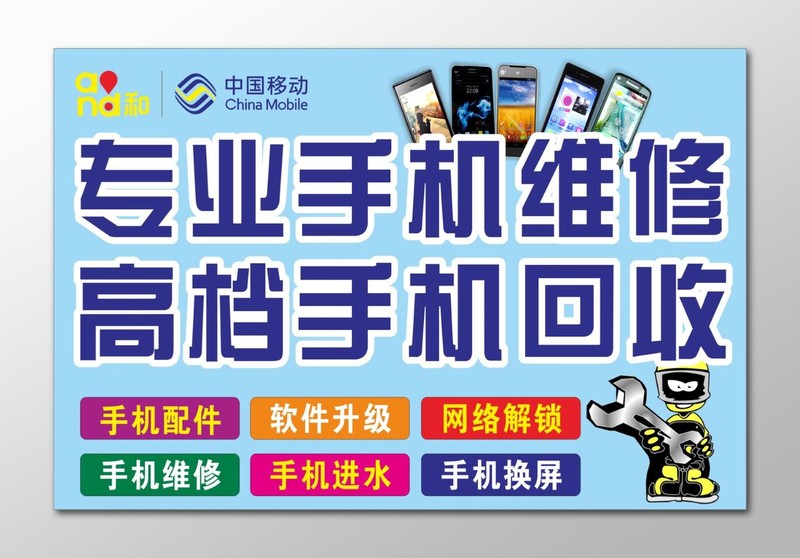 and和
中国移动
China Mobile
22:08
专业手机维修
高档手机回收
手机配件 软件升级 网络解锁
手机维修 手机进水 手机换屏